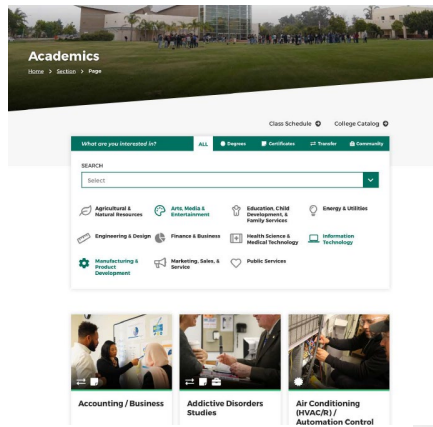 Academics
Home > Section > Page
Class Schedule
College Catalog
What are you interested in?
ALL
Degrees
Certificates
Transfer
Community
SEARCH
Select
Agricultural &
Natural Resources
Arts, Media &
Entertainment
Education, Child
Development, &
Family Services
Energy & Utilities
Engineering & Design
Finance & Business
Health Science &
Medical Technology
Information
Technology
Manufacturing &
Product
Development
Marketing, Sales, &
Service
Public Services
Accounting / Business
Addictive Disorders
Studies
Air Conditioning
(HVAC/R) /
Automation Control